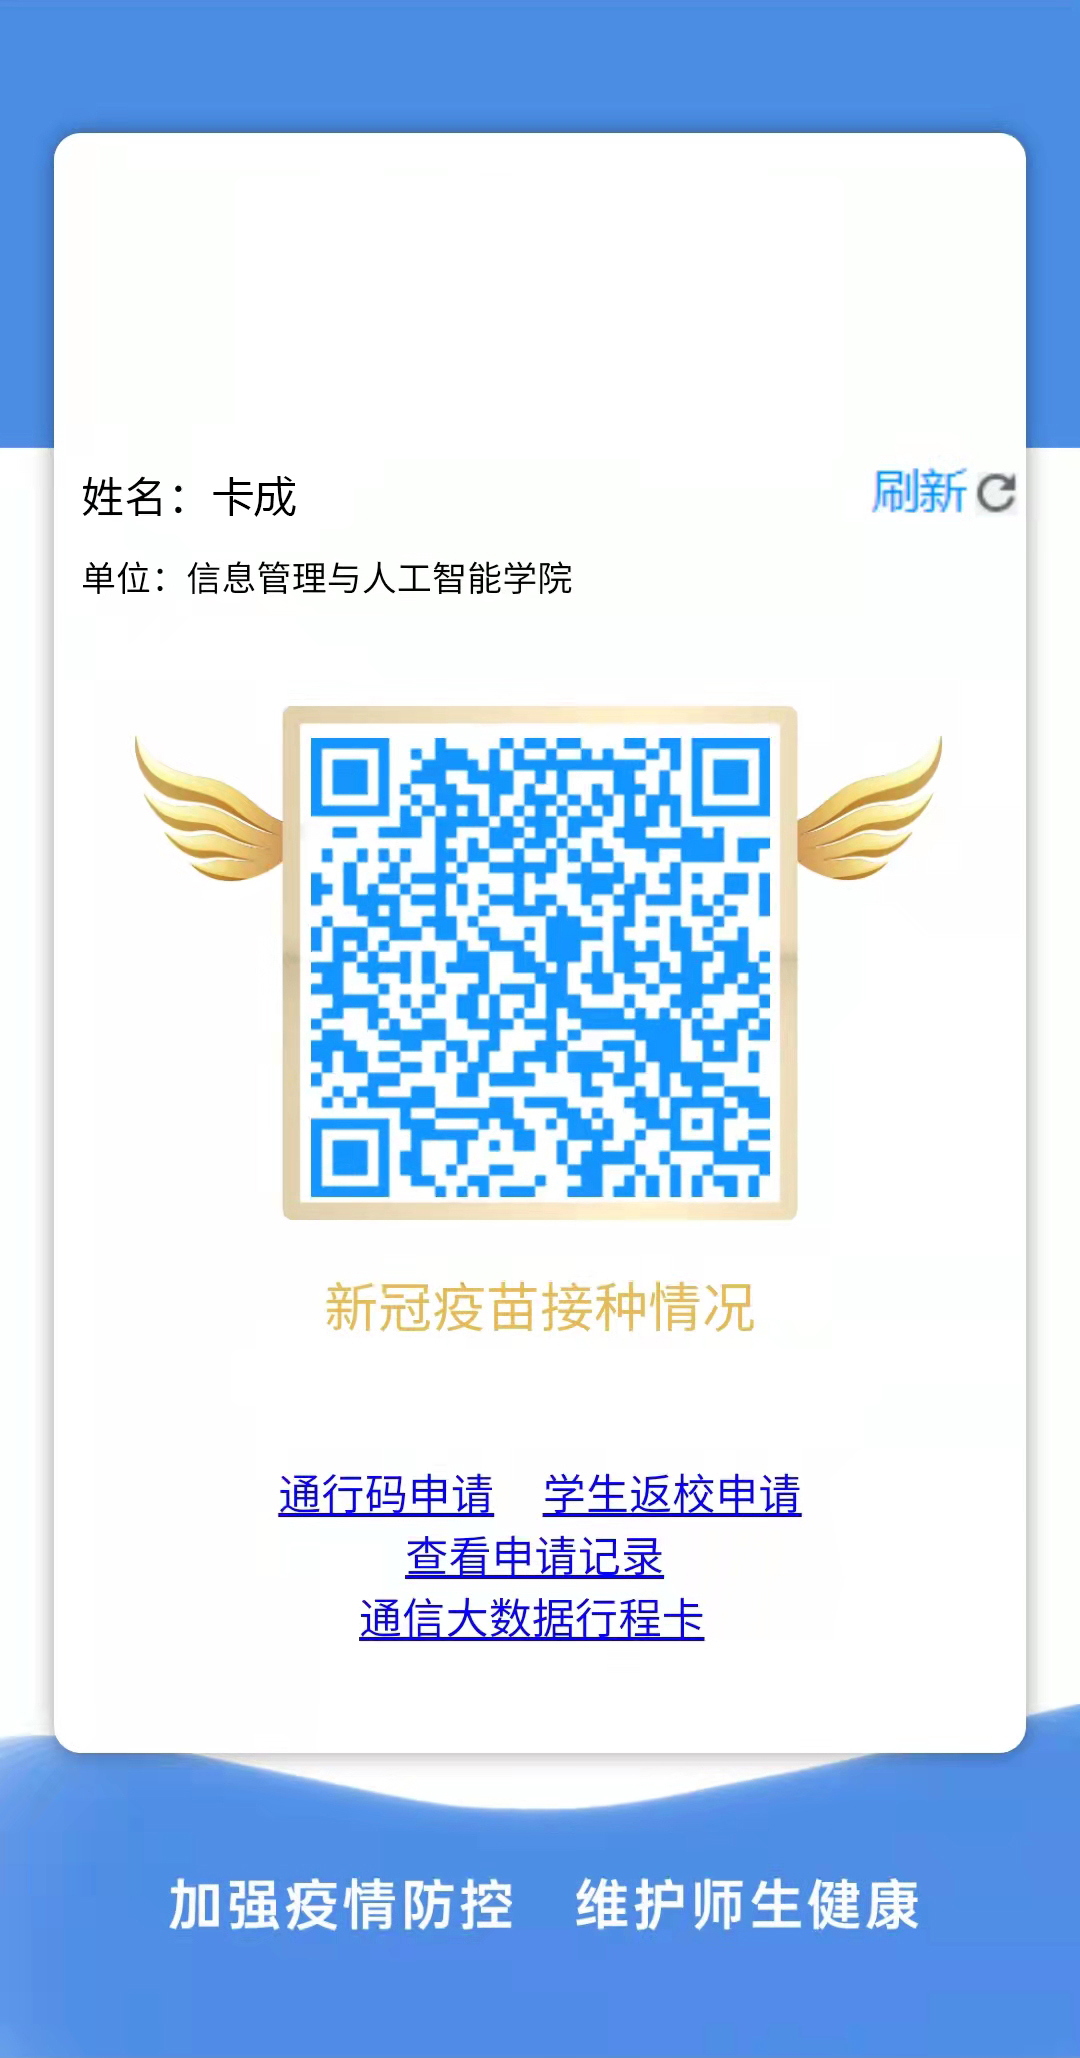 姓名：卡成
刷新
单位：信息管理与人工智能学院
新冠疫苗接种情况
通行码申请 学生返校申请
查看申请记录
通信大数据行程卡
加强疫情防控 维护师生健康